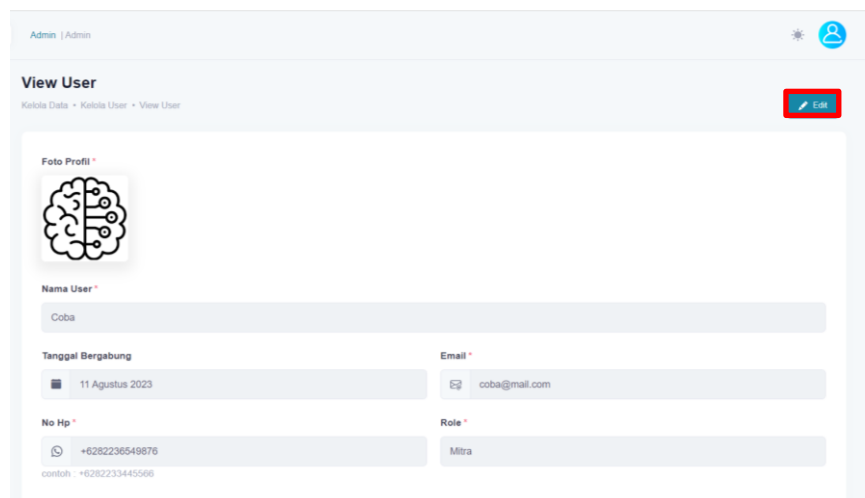 Admin | Admin
View User
Kelola Data • Kelola User • View User
Edit
Foto Profil *
Nama User *
Coba
Tanggal Bergabung
Email *
11 Agustus 2023
coba@mail.com
No Hp *
Role *
+6282236549876
Mitra
contoh : +6282233445566